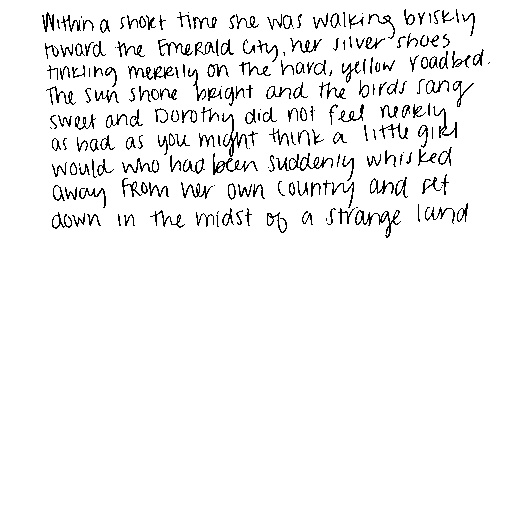 Within a short time she was walking briskly
toward the Emerald City, her silver shoes
tinkling merrily on the hard, yellow roadbed.
The sun shone bright and the birds sang
sweet and Dorothy did not feel nearly
as bad as you might think a little girl
would who had been suddenly whisked
away from her own country and set
down in the midst of a strange land